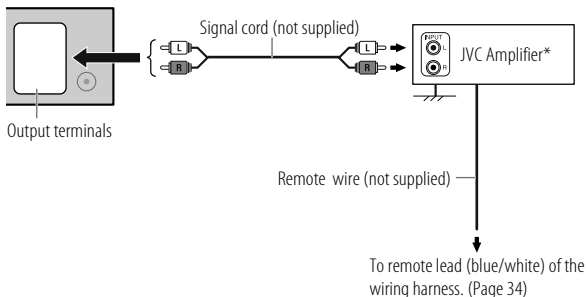 Signal cord (not supplied)
L
R
L
R
INPUT
L
R
JVC Amplifier*
Output terminals
Remote wire (not supplied)
To remote lead (blue/white) of the
wiring harness. (Page 34)